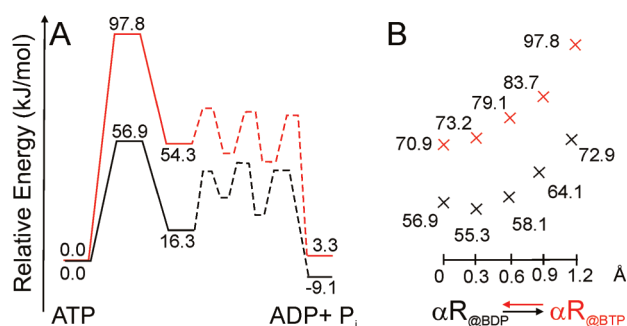 A
B
Relative Energy (kJ/mol)
97.8
56.9
54.3
16.3
0.0
0.0
3.3
-9.1
ATP
ADP+ Pi
97.8
83.7
79.1
73.2
70.9
72.9
64.1
58.1
55.3
56.9
0 0.3 0.6 0.9 1.2 Å
αR@BDP αR@BTP